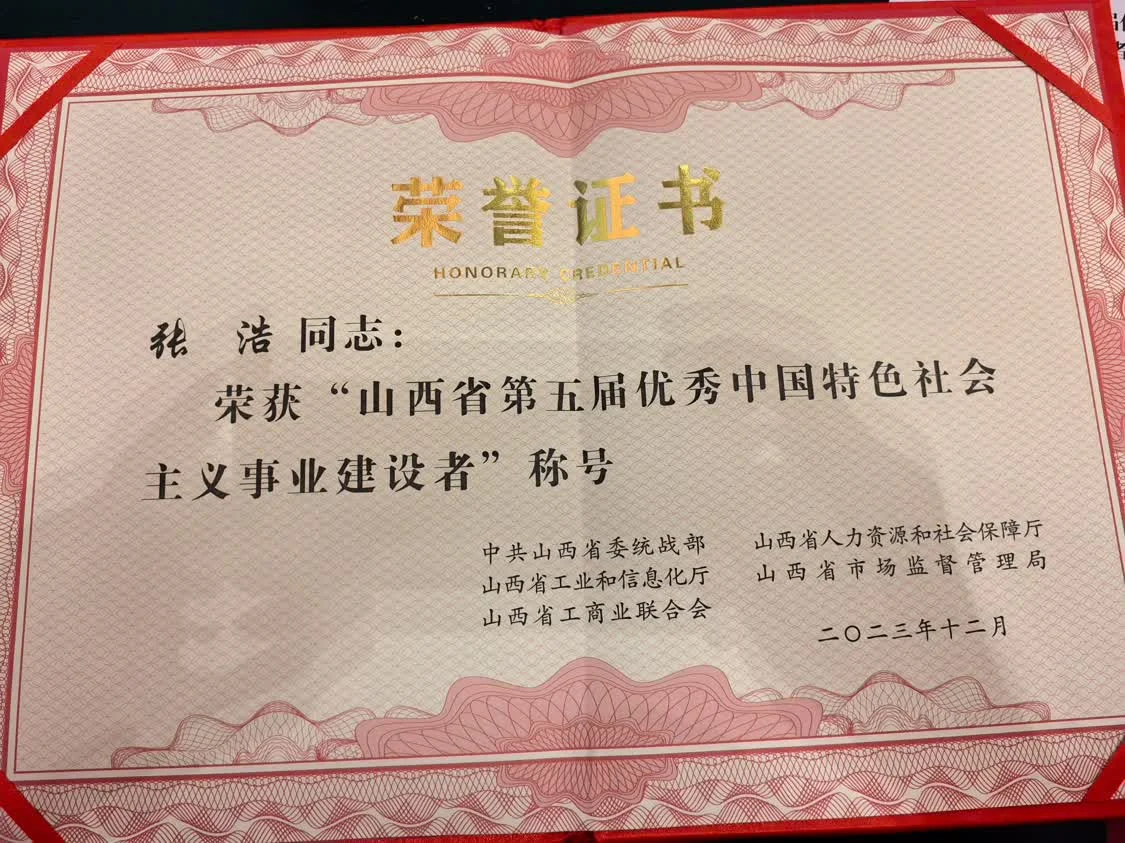 荣誉证书
HONORARY CREDENTIAL
张 浩 同志：
荣获“山西省第五届优秀中国特色社会
主义事业建设者”称号
中共山西省委统战部 山西省人力资源和社会保障厅
山西省工业和信息化厅 山西省市场监督管理局
山西省工商业联合会
二〇二三年十二月